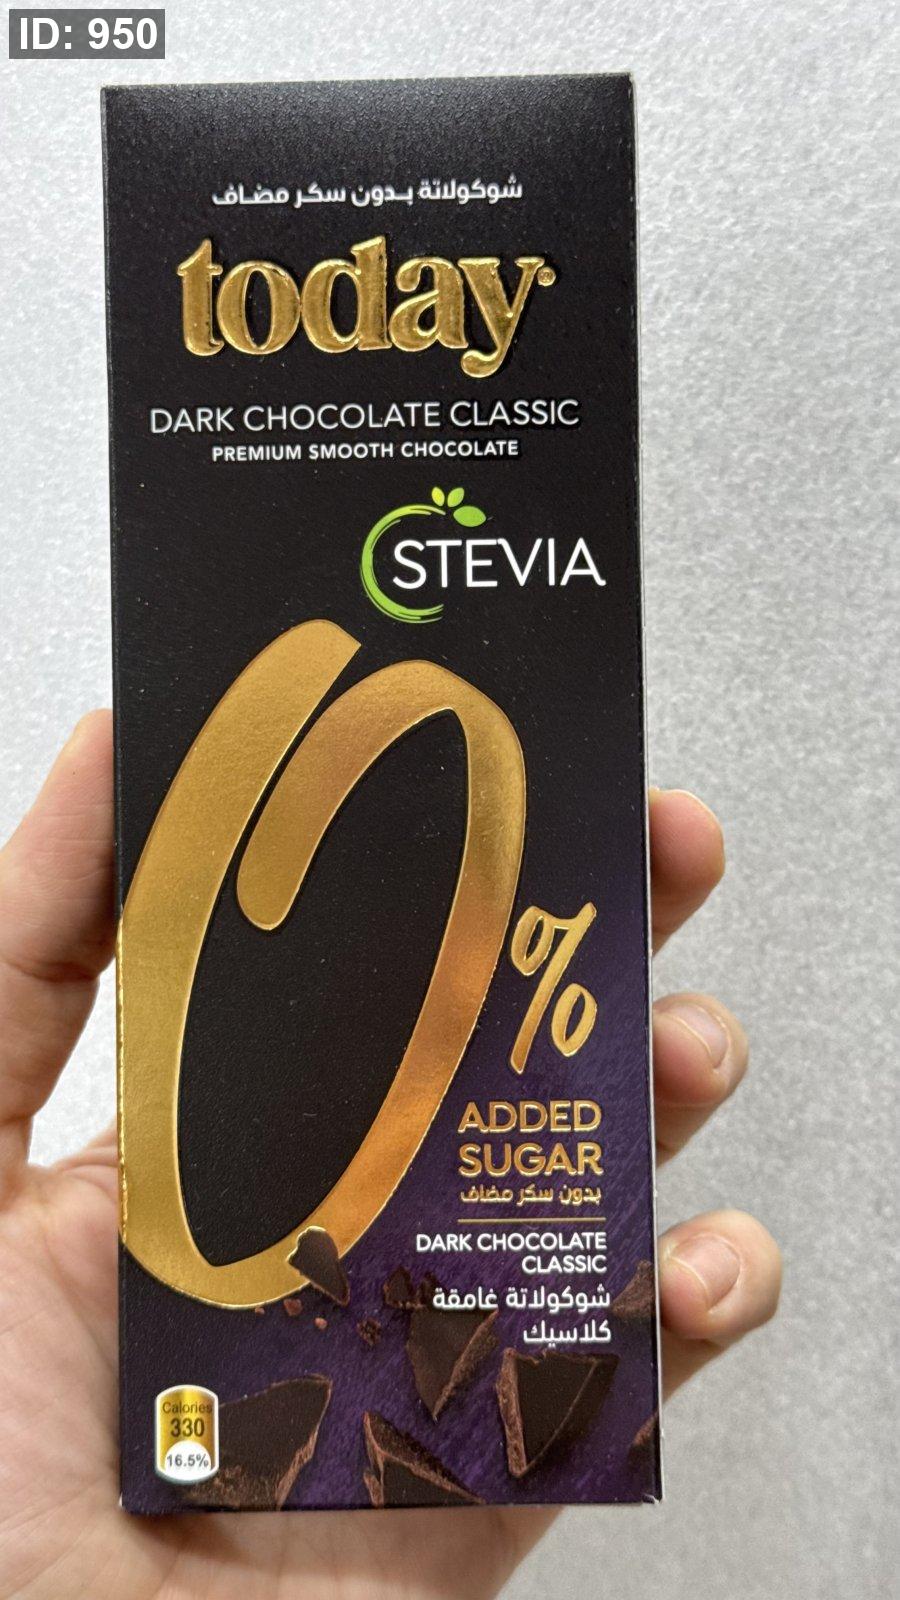 ID: 950
شوكولاتة بدون سكر مضاف
today®
DARK CHOCOLATE CLASSIC
PREMIUM SMOOTH CHOCOLATE
STEVIA
0%
ADDED
SUGAR
بدون سكر مضاف
DARK CHOCOLATE
CLASSIC
شوكولاتة غامقة
كلاسيك
Calories
330
16.5%